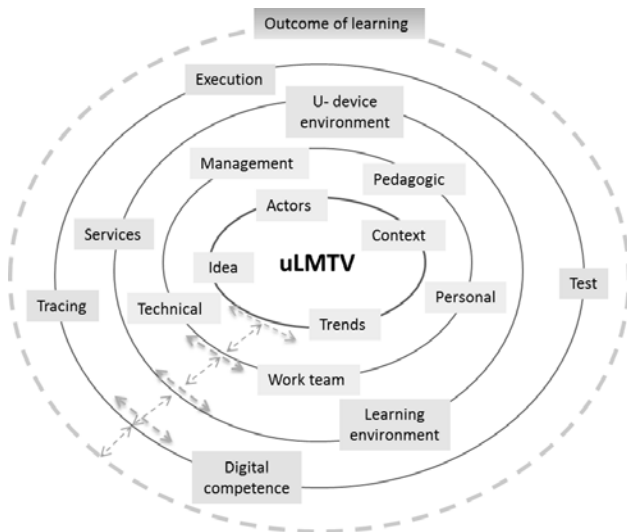 Outcome of learning
Execution
U- device
environment
Management
Pedagogic
Actors
Services
Context
Idea
uLMTV
Test
Tracing
Technical
Personal
Trends
Work team
Learning
environment
Digital
competence